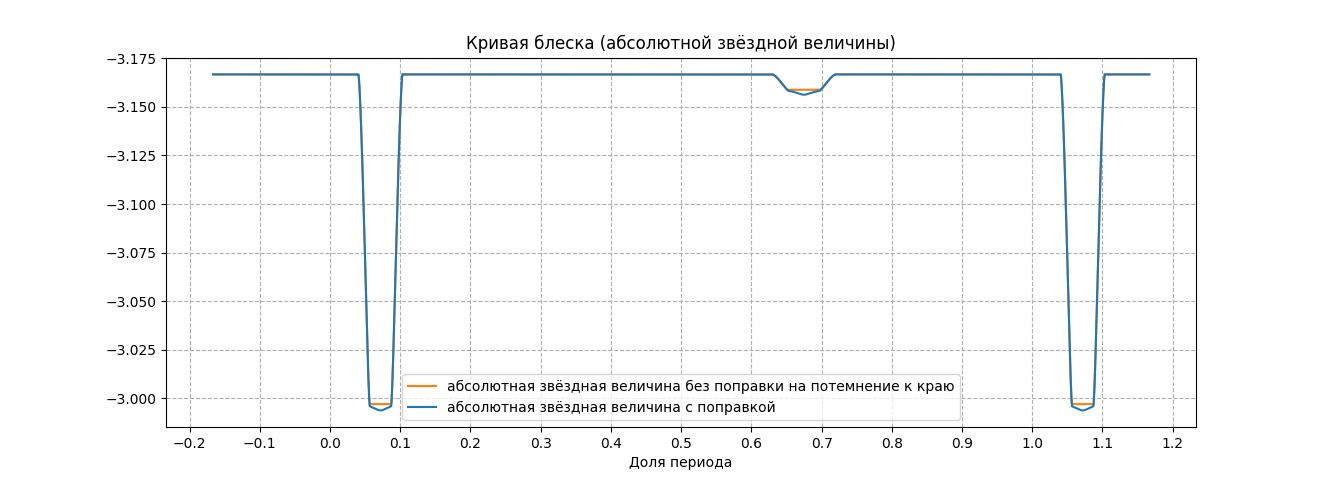 Кривая блеска (абсолютной звёздной величины)
−3.175
−3.150
−3.125
−3.100
−3.075
−3.050
−3.025
−3.000
абсолютная звёздная величина без поправки на потемнение к краю
абсолютная звёздная величина с поправкой
−0.2 −0.1 0.0 0.1 0.2 0.3 0.4 0.5 0.6 0.7 0.8 0.9 1.0 1.1 1.2
Доля периода